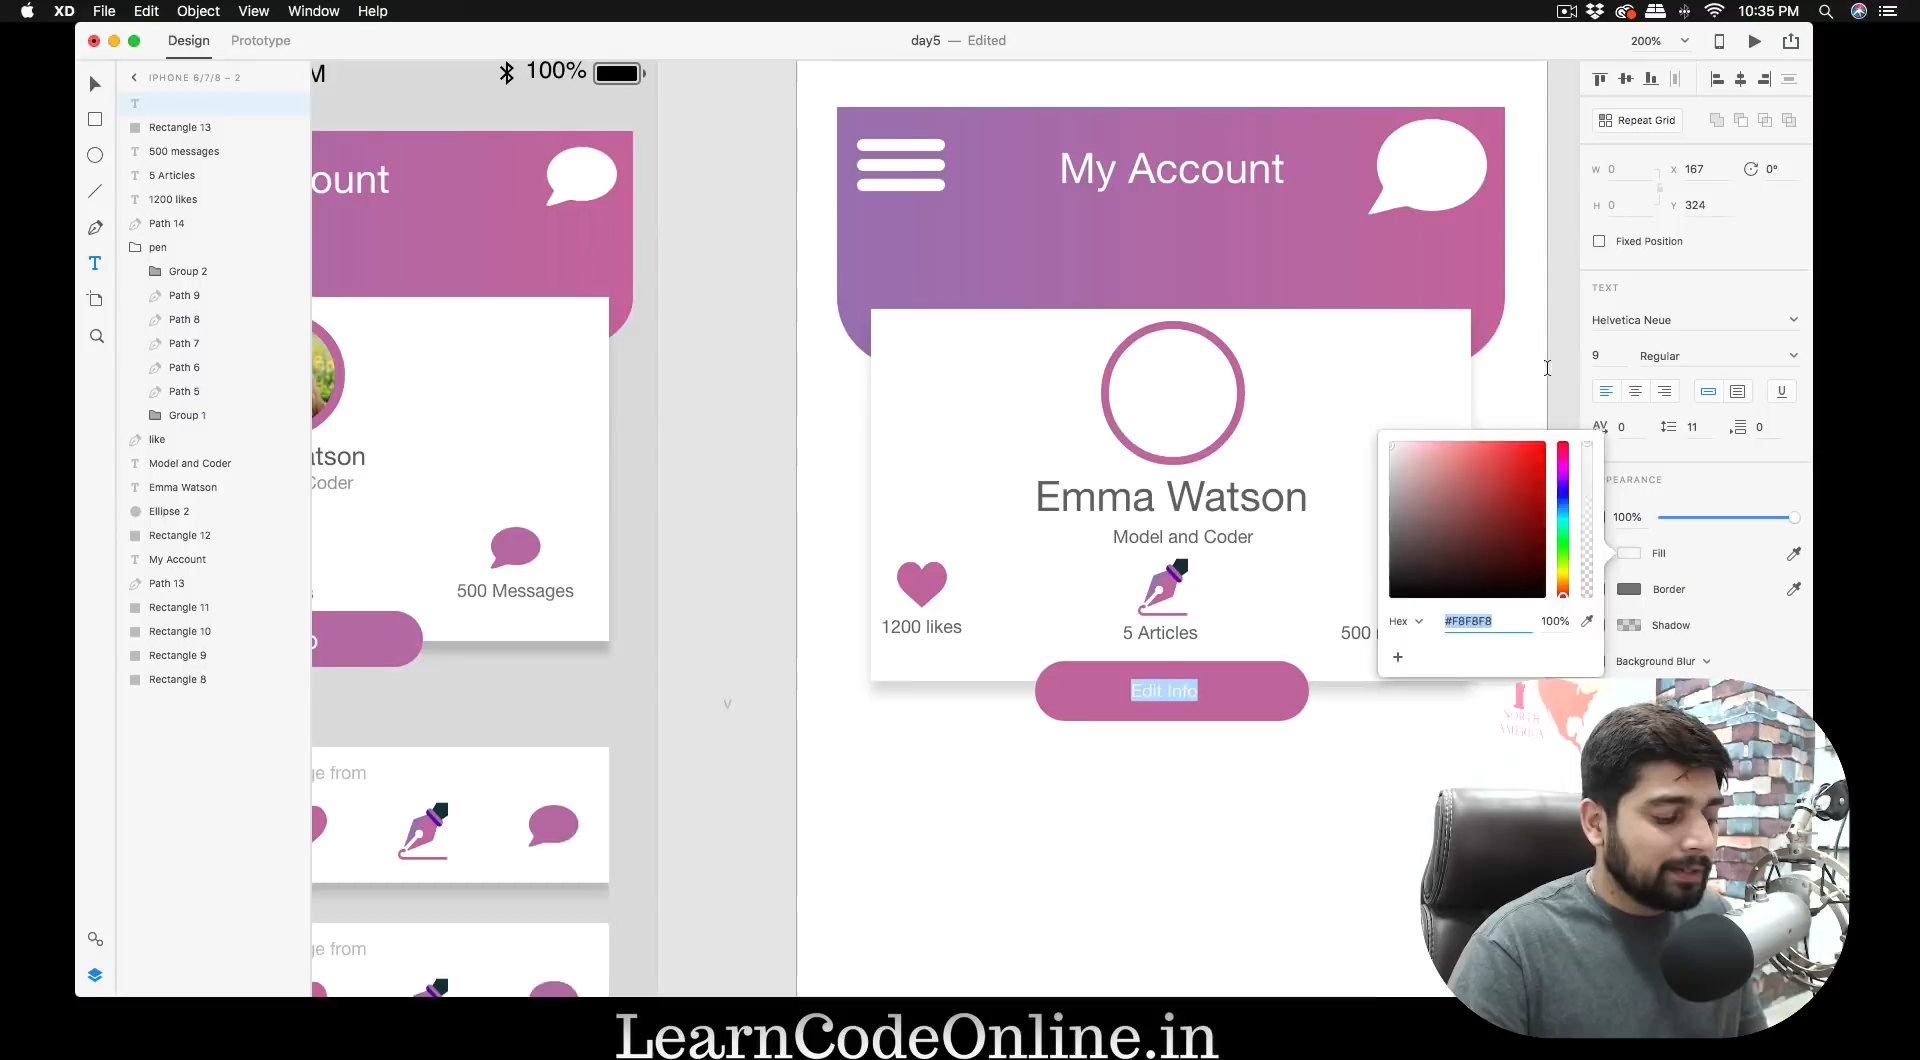 XD File Edit Object View Window Help
10:35 PM
Design Prototype
day5 — Edited
200%
IPHONE 6/7/8 – 2
Rectangle 13
500 messages
5 Articles
1200 likes
Path 14
pen
Group 2
Path 9
Path 8
Path 7
Path 6
Path 5
Group 1
like
Model and Coder
Emma Watson
Ellipse 2
Rectangle 12
My Account
Path 13
Rectangle 11
Rectangle 10
Rectangle 9
Rectangle 8
M
100%
ount
atson
Coder
s
500 Messages
o
ge from
ge from
V
My Account
Emma Watson
Model and Coder
1200 likes
5 Articles
500
Edit Info
Repeat Grid
W 0 X 167 0°
H 0 Y 324
Fixed Position
TEXT
Helvetica Neue
9 Regular
U
AV 0 11 0
PEARANCE
100%
Fill
Border
Shadow
Background Blur
Hex #F8F8F8 100%
+
I
NORTH
AMERICA
LearnCodeOnline.in